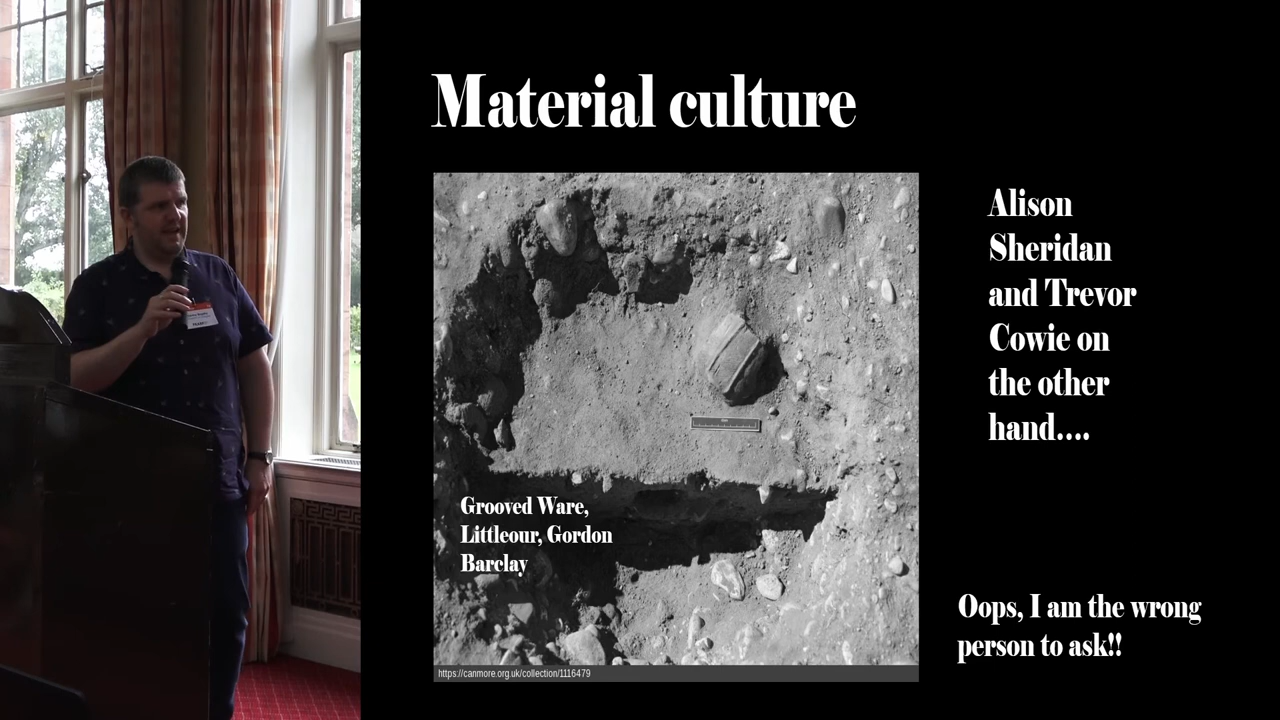 Material culture
Alison
Sheridan
and Trevor
Cowie on
the other
hand….
Grooved Ware,
Littleour, Gordon
Barclay
Oops, I am the wrong
person to ask!!
https://canmore.org.uk/collection/1116479